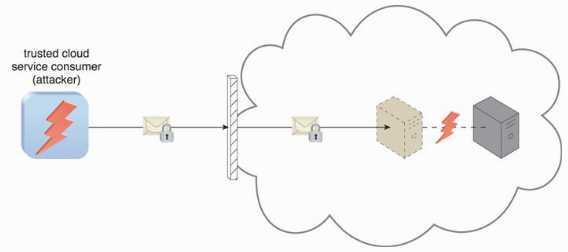 trusted cloud
service consumer
(attacker)